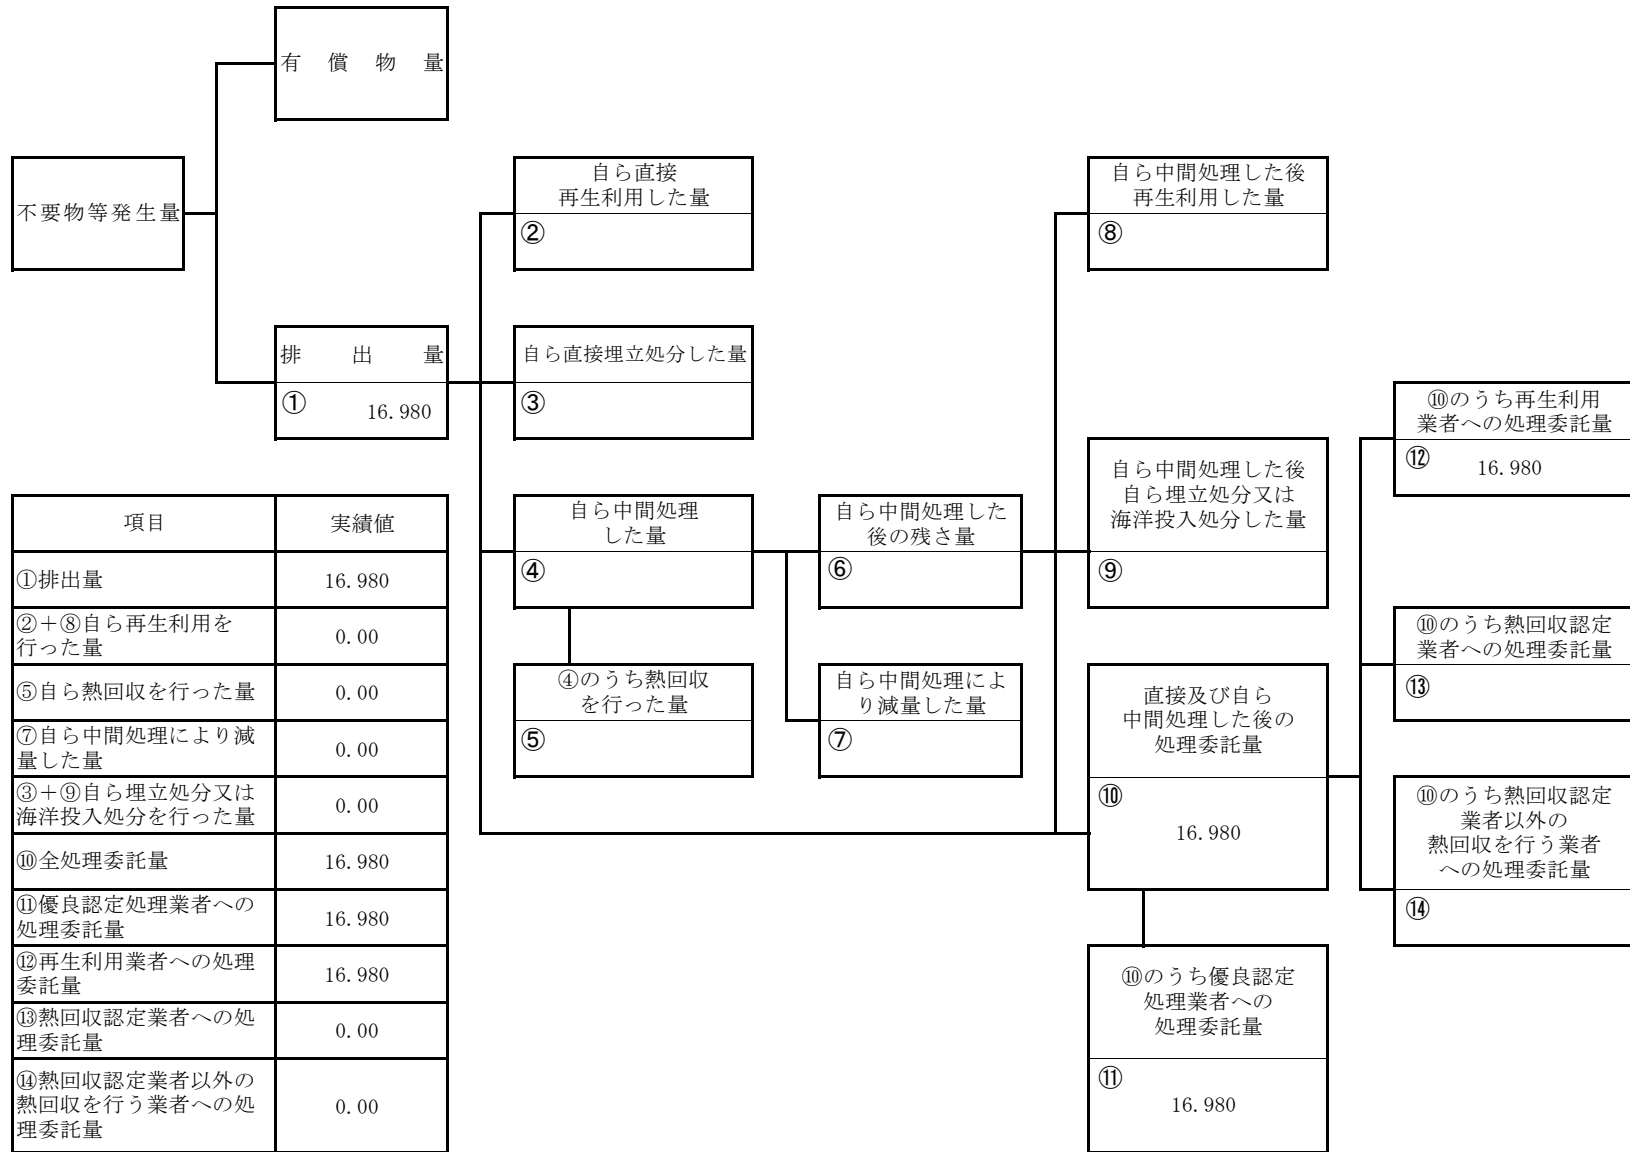 有償物量
不要物等発生量
自ら直接
再生利用した量
②
自ら中間処理した後
再生利用した量
⑧
排出量
① 16.980
自ら直接埋立処分した量
③
⑩のうち再生利用
業者への処理委託量
⑫ 16.980
自ら中間処理した後
自ら埋立処分又は
海洋投入処分した量
⑨
自ら中間処理
した量
④
自ら中間処理した
後の残さ量
⑥
⑩のうち熱回収認定
業者への処理委託量
⑬
④のうち熱回収
を行った量
⑤
自ら中間処理によ
り減量した量
⑦
直接及び自ら
中間処理した後の
処理委託量
⑩
16.980
⑩のうち熱回収認定
業者以外の
熱回収を行う業者
への処理委託量
⑭
⑩のうち優良認定
処理業者への
処理委託量
⑪
16.980
項目 実績値
①排出量 16.980
②＋⑧自ら再生利用を
行った量 0.00
⑤自ら熱回収を行った量 0.00
⑦自ら中間処理により減
量した量 0.00
③＋⑨自ら埋立処分又は
海洋投入処分を行った量 0.00
⑩全処理委託量 16.980
⑪優良認定処理業者への
処理委託量 16.980
⑫再生利用業者への処理
委託量 16.980
⑬熱回収認定業者への処
理委託量 0.00
⑭熱回収認定業者以外の
熱回収を行う業者への処
理委託量 0.00